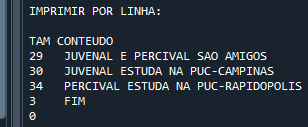 IMPRIMIR POR LINHA:
TAM CONTEUDO
29 JUVENAL E PERCIVAL SAO AMIGOS
30 JUVENAL ESTUDA NA PUC-CAMPINAS
34 PERCIVAL ESTUDA NA PUC-RAPIDOPOLIS
3 FIM
0